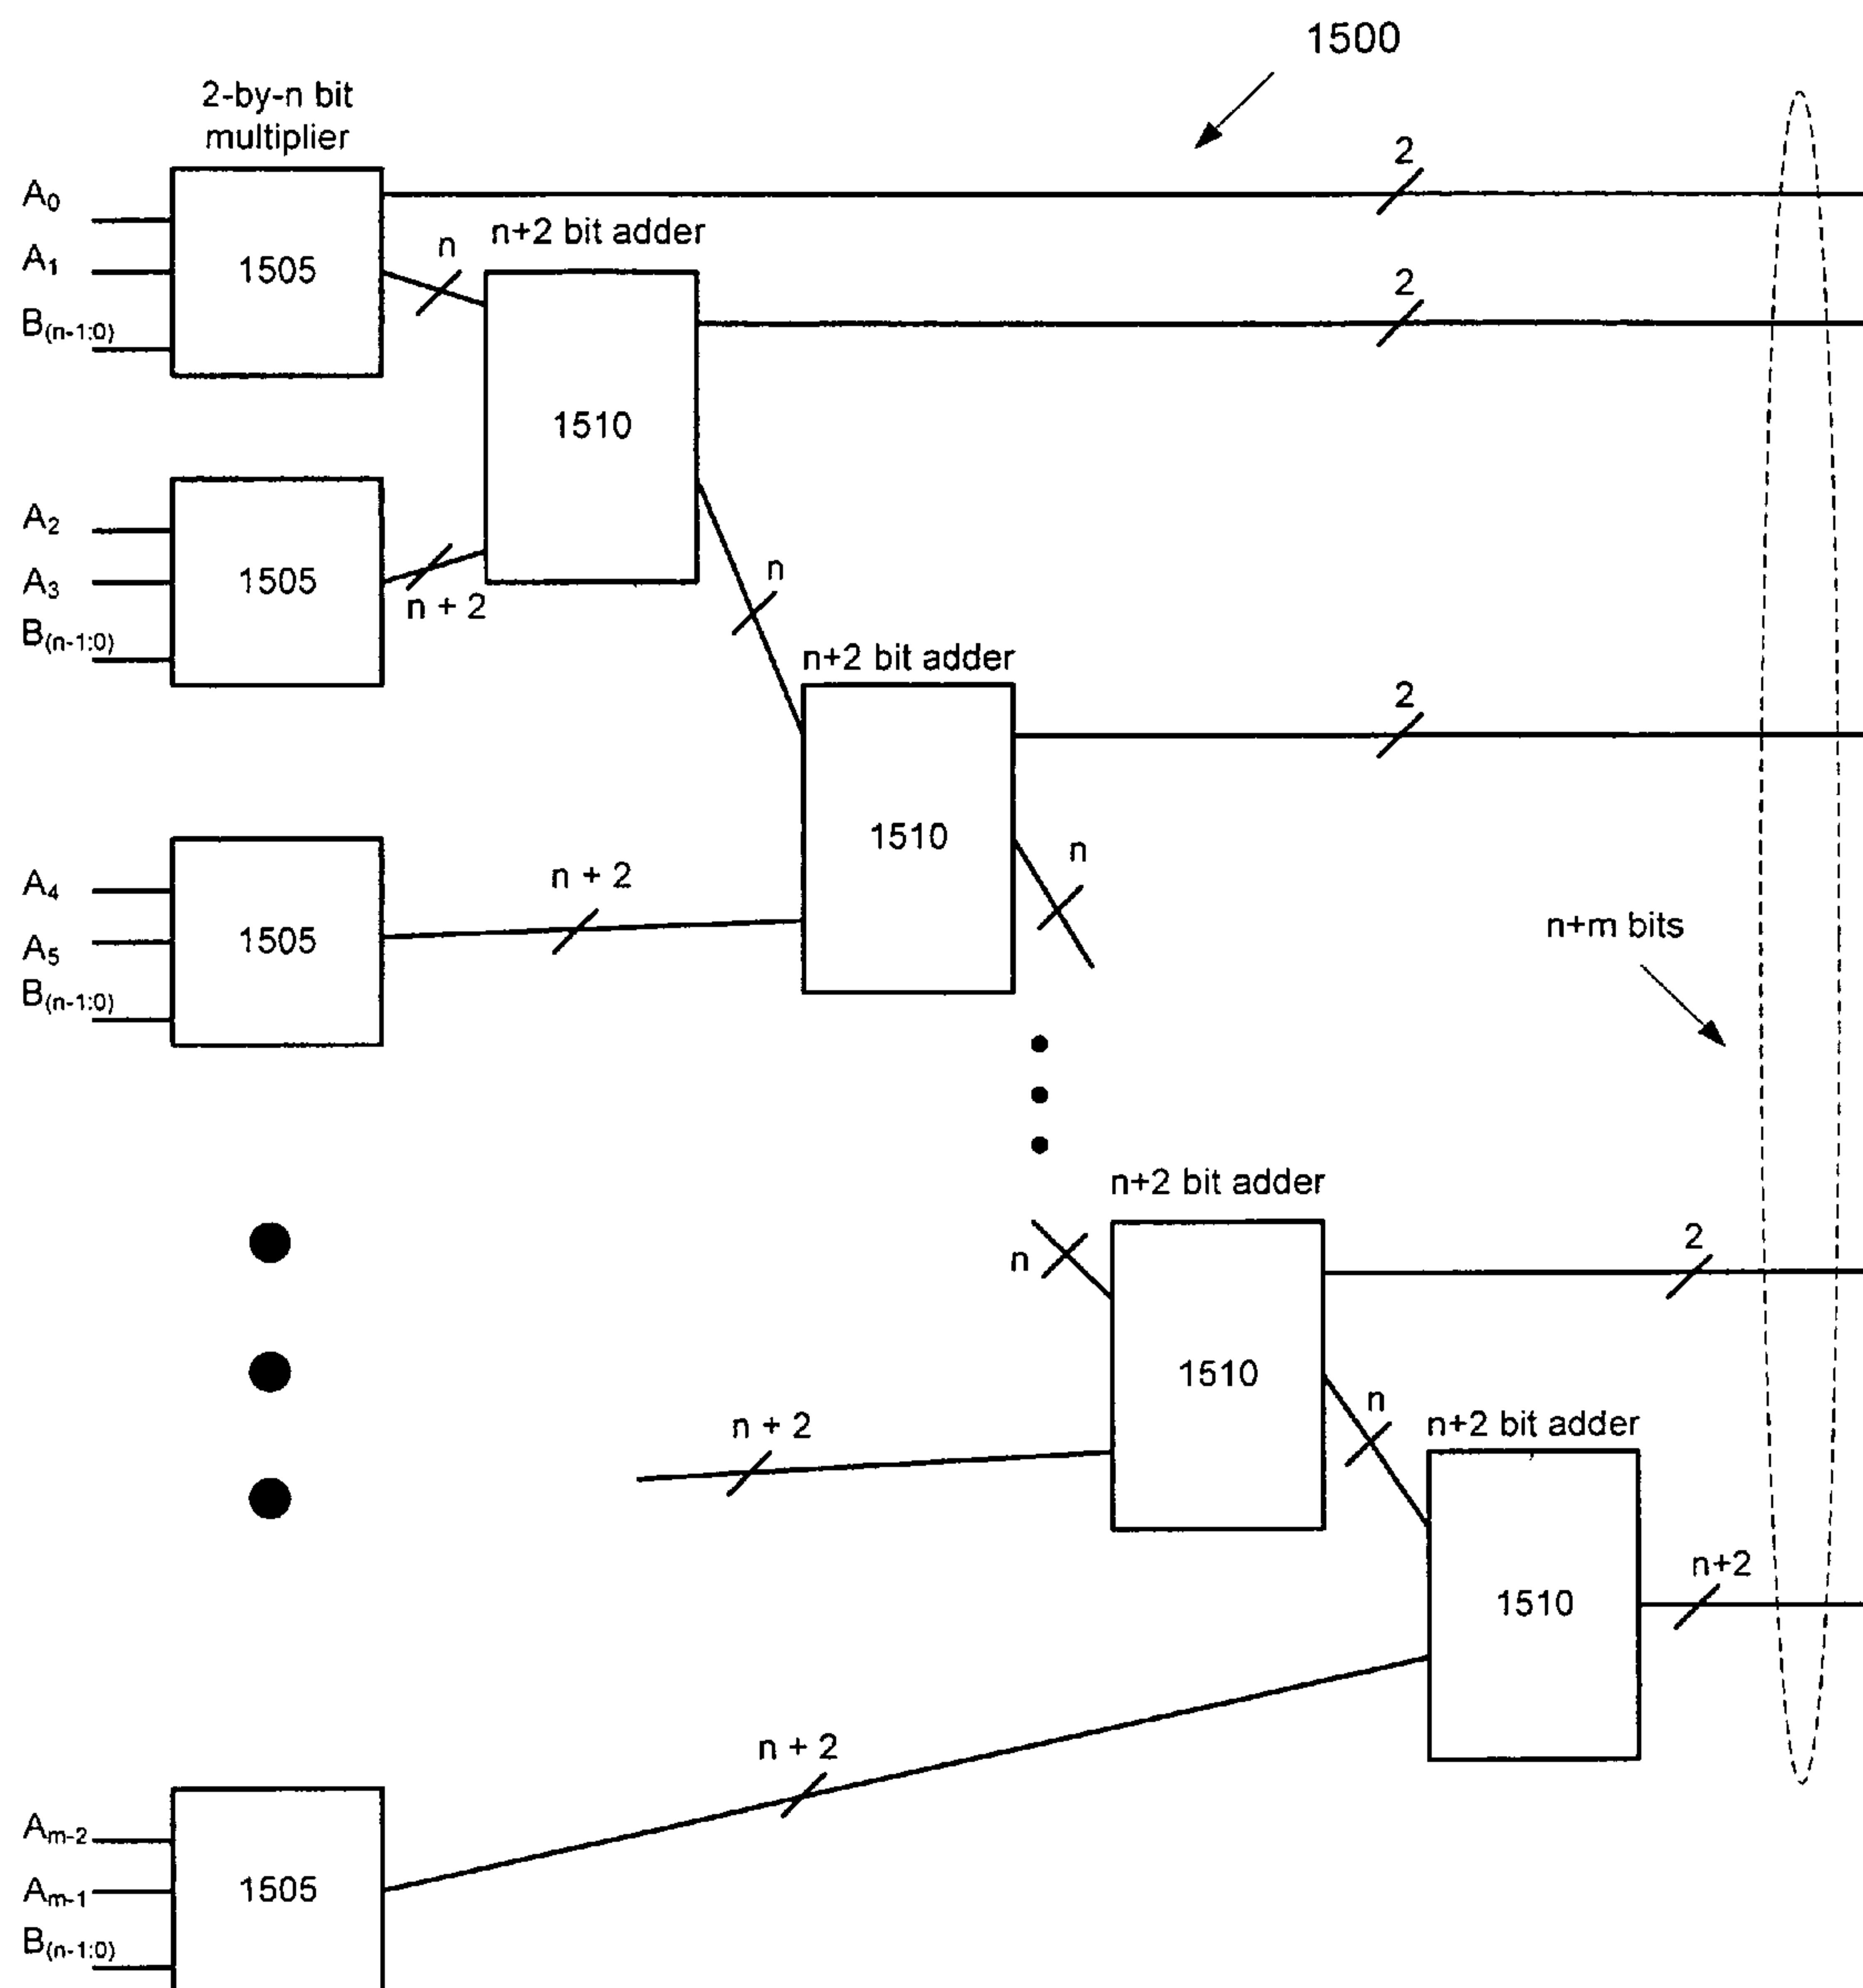 1500
2-by-n bit
multiplier
A0
2
n
n+2 bit adder
A1
1505
B(n-1:0)
2
1510
A2
A3
1505
n + 2
n
B(n-1:0)
n+2 bit adder
2
1510
n
A4
n + 2
A5
1505
n+m bits
B(n-1:0)
n+2 bit adder
n
2
1510
n
n + 2
n+2 bit adder
n+2
1510
n + 2
Am-2
Am-1
1505
B(n-1:0)